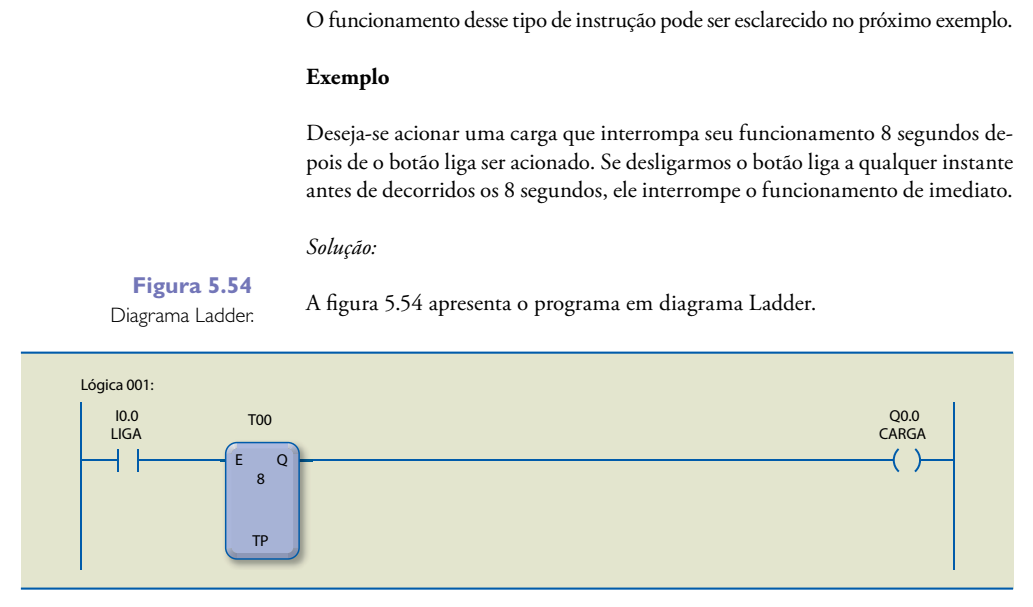 O funcionamento desse tipo de instrução pode ser esclarecido no próximo exemplo.
Exemplo
Deseja-se acionar uma carga que interrompa seu funcionamento 8 segundos de-
pois de o botão liga ser acionado. Se desligarmos o botão liga a qualquer instante
antes de decorridos os 8 segundos, ele interrompe o funcionamento de imediato.
Solução:
A figura 5.54 apresenta o programa em diagrama Ladder.
Figura 5.54
Diagrama Ladder.
Lógica 001:
I0.0
LIGA
T00
E Q
8
TP
Q0.0
CARGA